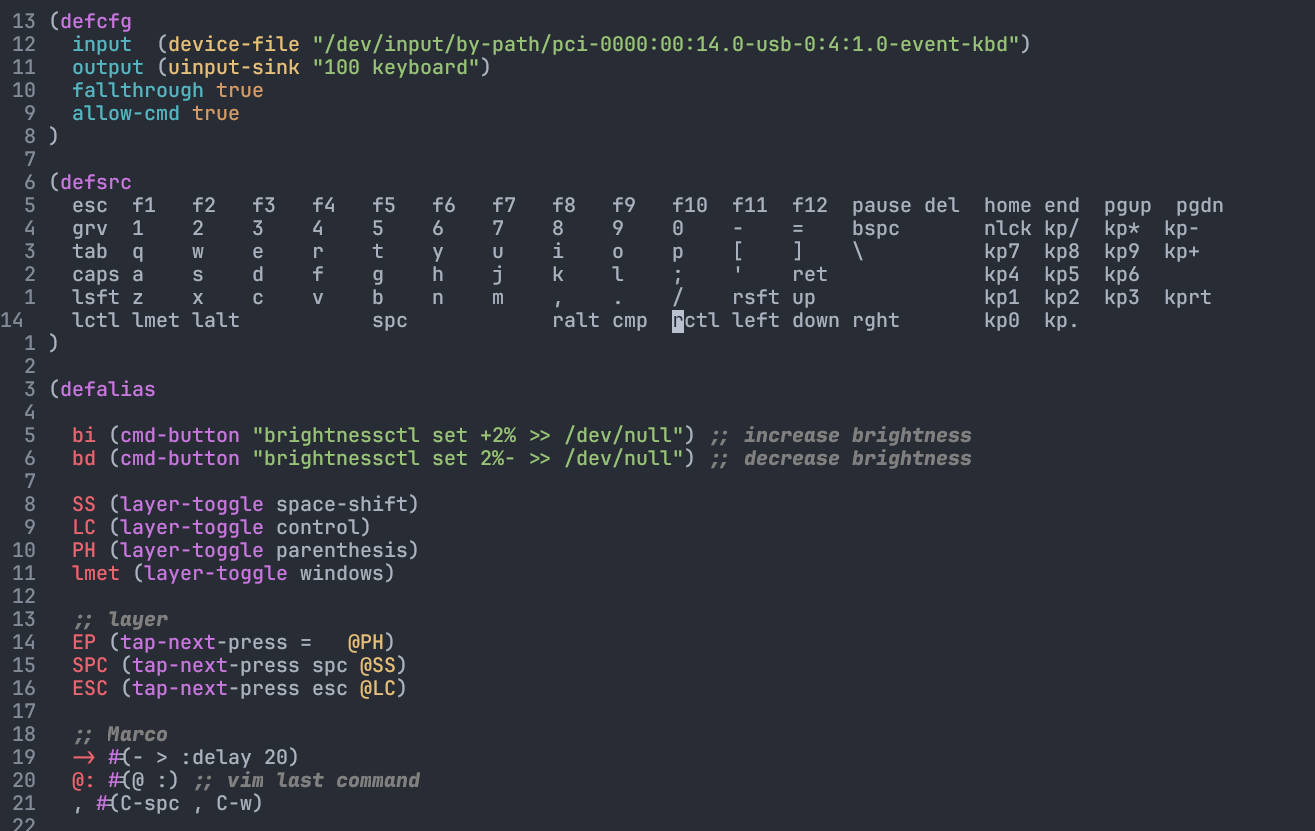 13 (defcfg
12   input  (device-file "/dev/input/by-path/pci-0000:00:14.0-usb-0:4:1.0-event-kbd")
11   output (uinput-sink "100 keyboard")
10   fallthrough true
9   allow-cmd true
8 )
7
6 (defsrc
5   esc  f1   f2   f3   f4   f5   f6   f7   f8   f9   f10  f11  f12  pause del  home end  pgup  pgdn
4   grv  1    2    3    4    5    6    7    8    9    0    -    =    bspc       nlck kp/  kp*  kp-
3   tab  q    w    e    r    t    y    u    i    o    p    [    ]    \          kp7  kp8  kp9  kp+
2   caps a    s    d    f    g    h    j    k    l    ;    '    ret             kp4  kp5  kp6
1   lsft z    x    c    v    b    n    m    ,    .    /    rsft up              kp1  kp2  kp3  kprt
14   lctl lmet lalt           spc            ralt cmp  rctl left down rght       kp0  kp.
1 )
2
3 (defalias
4
5   bi (cmd-button "brightnessctl set +2% >> /dev/null") ;; increase brightness
6   bd (cmd-button "brightnessctl set 2%- >> /dev/null") ;; decrease brightness
7
8   SS (layer-toggle space-shift)
9   LC (layer-toggle control)
10   PH (layer-toggle parenthesis)
11   lmet (layer-toggle windows)
12
13   ;; layer
14   EP (tap-next-press =   @PH)
15   SPC (tap-next-press spc @SS)
16   ESC (tap-next-press esc @LC)
17
18   ;; Marco
19   -> #(- > :delay 20)
20   @: #(@ :) ;; vim last command
21   , #(C-spc , C-w)
22